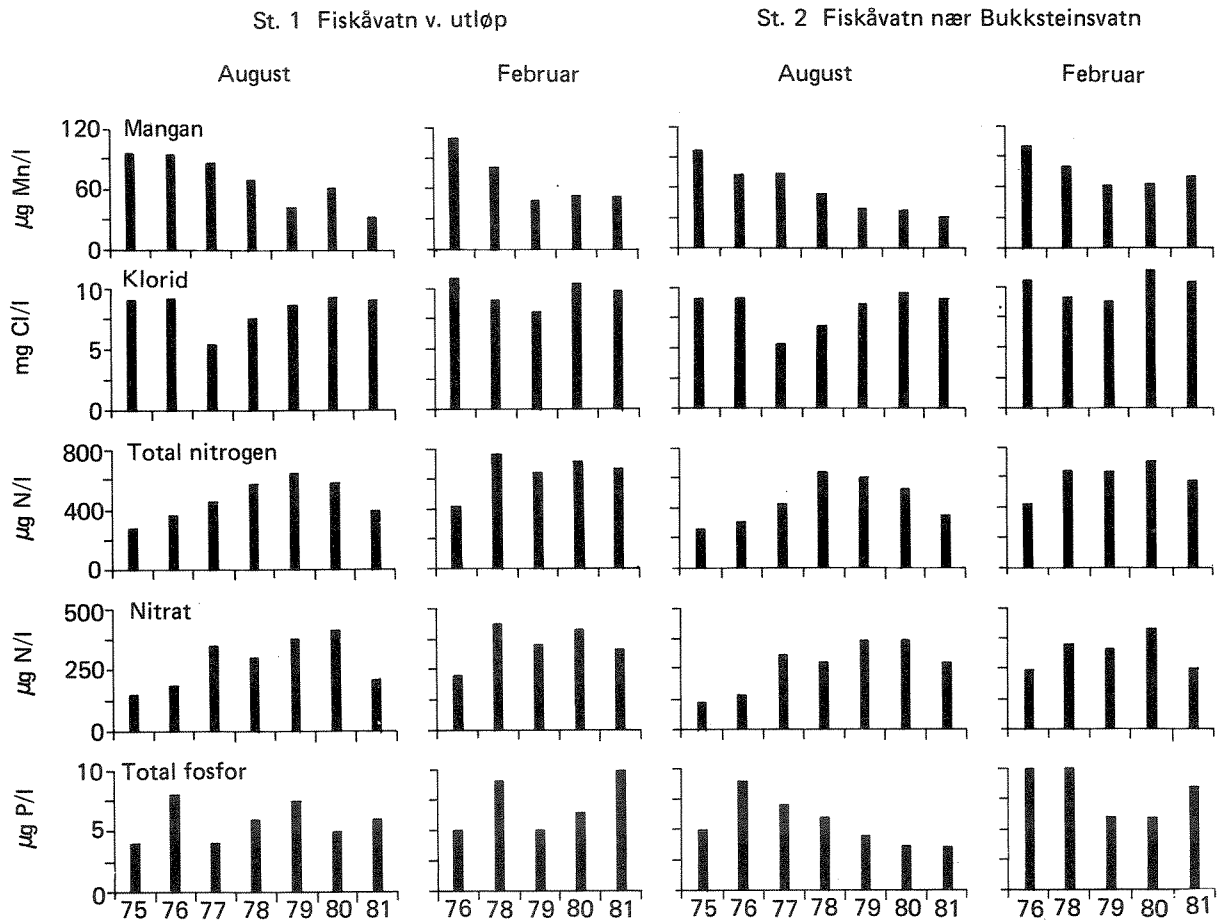 St. 1 Fiskåvatn v. utløp St. 2 Fiskåvatn nær Bukksteinsvatn
August Februar August Februar
Mangan
µg Mn/l
120
60
0
Klorid
mg Cl/l
10
5
0
Total nitrogen
µg N/l
800
400
0
Nitrat
µg N/l
500
250
0
Total fosfor
µg P/l
10
5
0
75 76 77 78 79 80 81 76 78 79 80 81 75 76 77 78 79 80 81 76 78 79 80 81